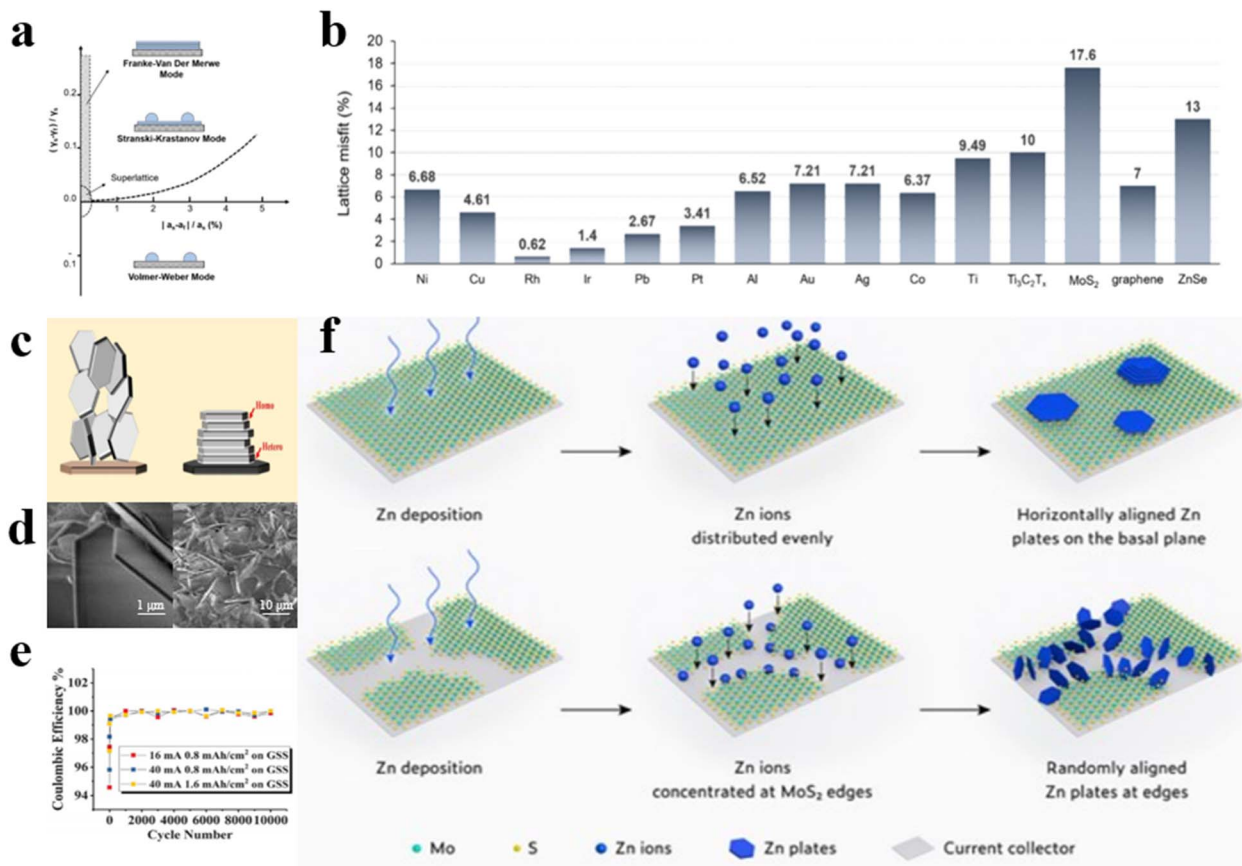 a
Franke-Van Der Merwe
Mode
Stranski-Krastanov Mode
Superlattice
Volmer-Weber Mode
(γs-γf) / γs
0.2
0.1
0.0
-
0.1
1 2 3 4 5
| as-af | / as (%)
b
Lattice misfit (%)
20
18
16
14
12
10
8
6
4
2
0
6.68
4.61
0.62
1.4
2.67
3.41
6.52
7.21
7.21
6.37
9.49
10
17.6
7
13
Ni Cu Rh Ir Pb Pt Al Au Ag Co Ti Ti₃C₂Tₓ MoS₂ graphene ZnSe
c
Homo
Hetero
d
1 μm
10 μm
e
Coulombic Efficiency %
102
100
98
96
94
16 mA 0.8 mAh/cm² on GSS
40 mA 0.8 mAh/cm² on GSS
40 mA 1.6 mAh/cm² on GSS
0 2000 4000 6000 8000 10000
Cycle Number
f
Zn deposition
Zn ions
distributed evenly
Horizontally aligned Zn
plates on the basal plane
Zn deposition
Zn ions
concentrated at MoS₂ edges
Randomly aligned
Zn plates at edges
Mo S Zn ions Zn plates Current collector